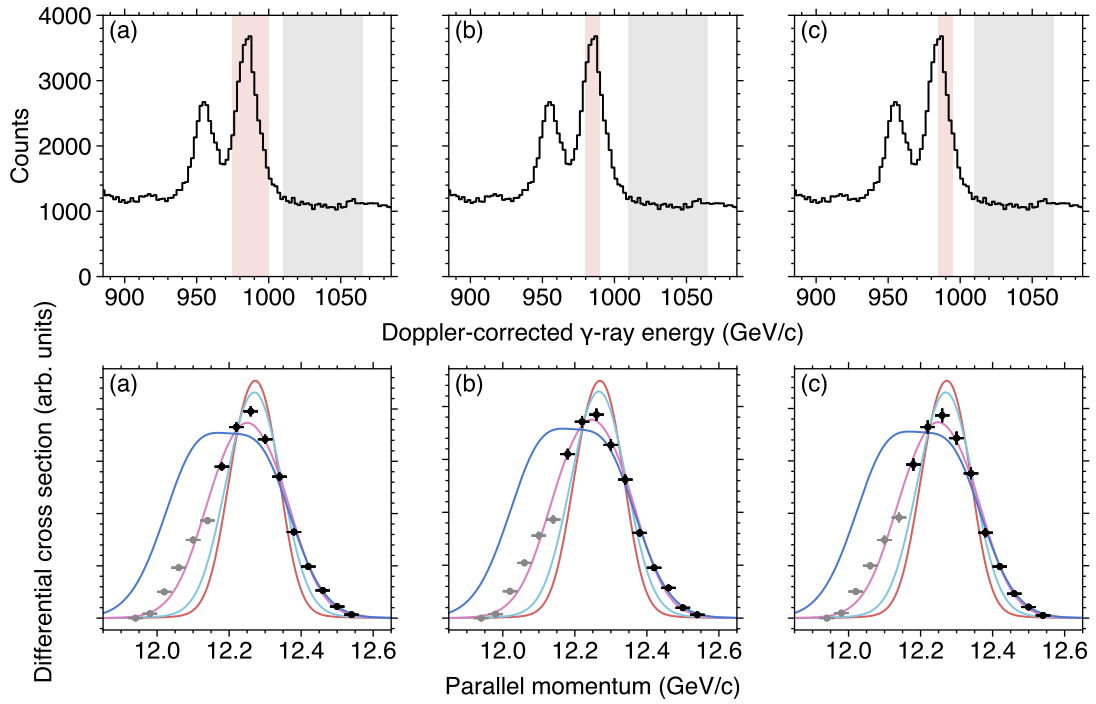 4000
3000
2000
1000
0
Counts
(a)
(b)
(c)
900
950
1000
1050
900
950
1000
1050
900
950
1000
1050
Doppler-corrected γ-ray energy (GeV/c)
Differential cross section (arb. units)
(a)
(b)
(c)
12.0
12.2
12.4
12.6
12.0
12.2
12.4
12.6
12.0
12.2
12.4
12.6
Parallel momentum (GeV/c)